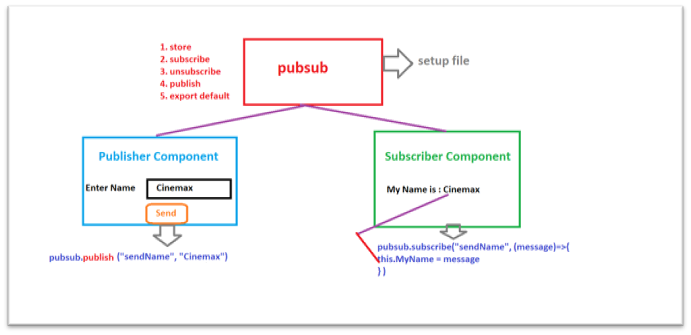 1. store
2. subscribe
3. unsubscribe
4. publish
5. export default
pubsub
setup file
Publisher Component
Enter Name
Cinemax
Send
pubsub.publish ("sendName", "Cinemax")
Subscriber Component
My Name is : Cinemax
pubsub.subscribe("sendName", (message)=>{
this.MyName = message
} )